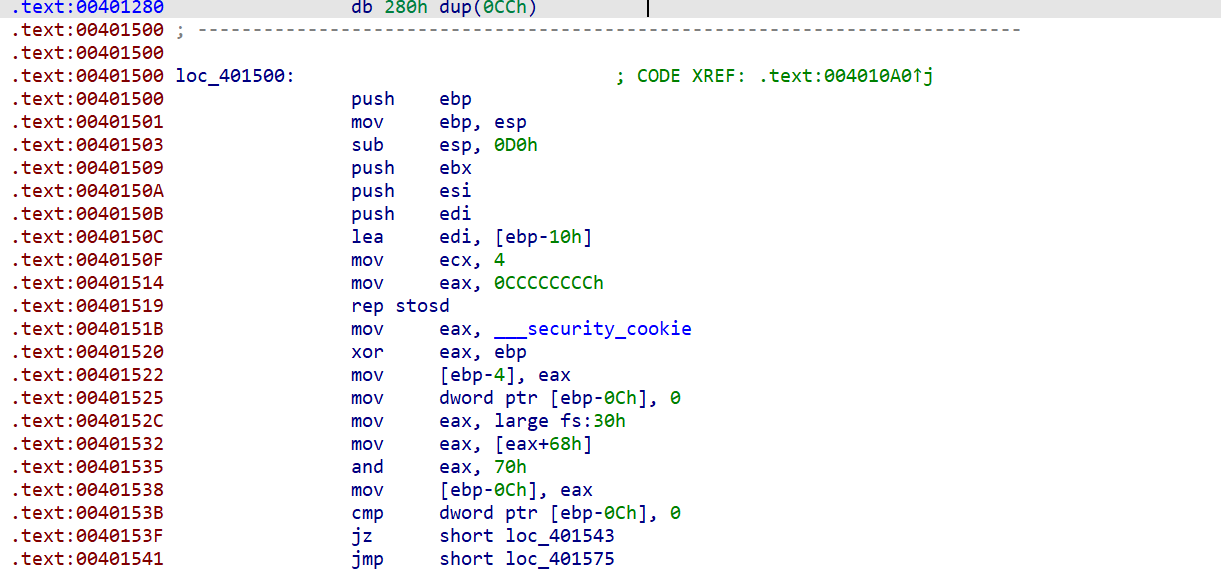 .text:00401280 db 280h dup(0CCh)
.text:00401500 ; ---------------------------------------------------------------------------
.text:00401500
.text:00401500 loc_401500: ; CODE XREF: .text:004010A0↑j
.text:00401500 push ebp
.text:00401501 mov ebp, esp
.text:00401503 sub esp, 0D0h
.text:00401509 push ebx
.text:0040150A push esi
.text:0040150B push edi
.text:0040150C lea edi, [ebp-10h]
.text:0040150F mov ecx, 4
.text:00401514 mov eax, 0CCCCCCCCh
.text:00401519 rep stosd
.text:0040151B mov eax, ___security_cookie
.text:00401520 xor eax, ebp
.text:00401522 mov [ebp-4], eax
.text:00401525 mov dword ptr [ebp-0Ch], 0
.text:0040152C mov eax, large fs:30h
.text:00401532 mov eax, [eax+68h]
.text:00401535 and eax, 70h
.text:00401538 mov [ebp-0Ch], eax
.text:0040153B cmp dword ptr [ebp-0Ch], 0
.text:0040153F jz short loc_401543
.text:00401541 jmp short loc_401575